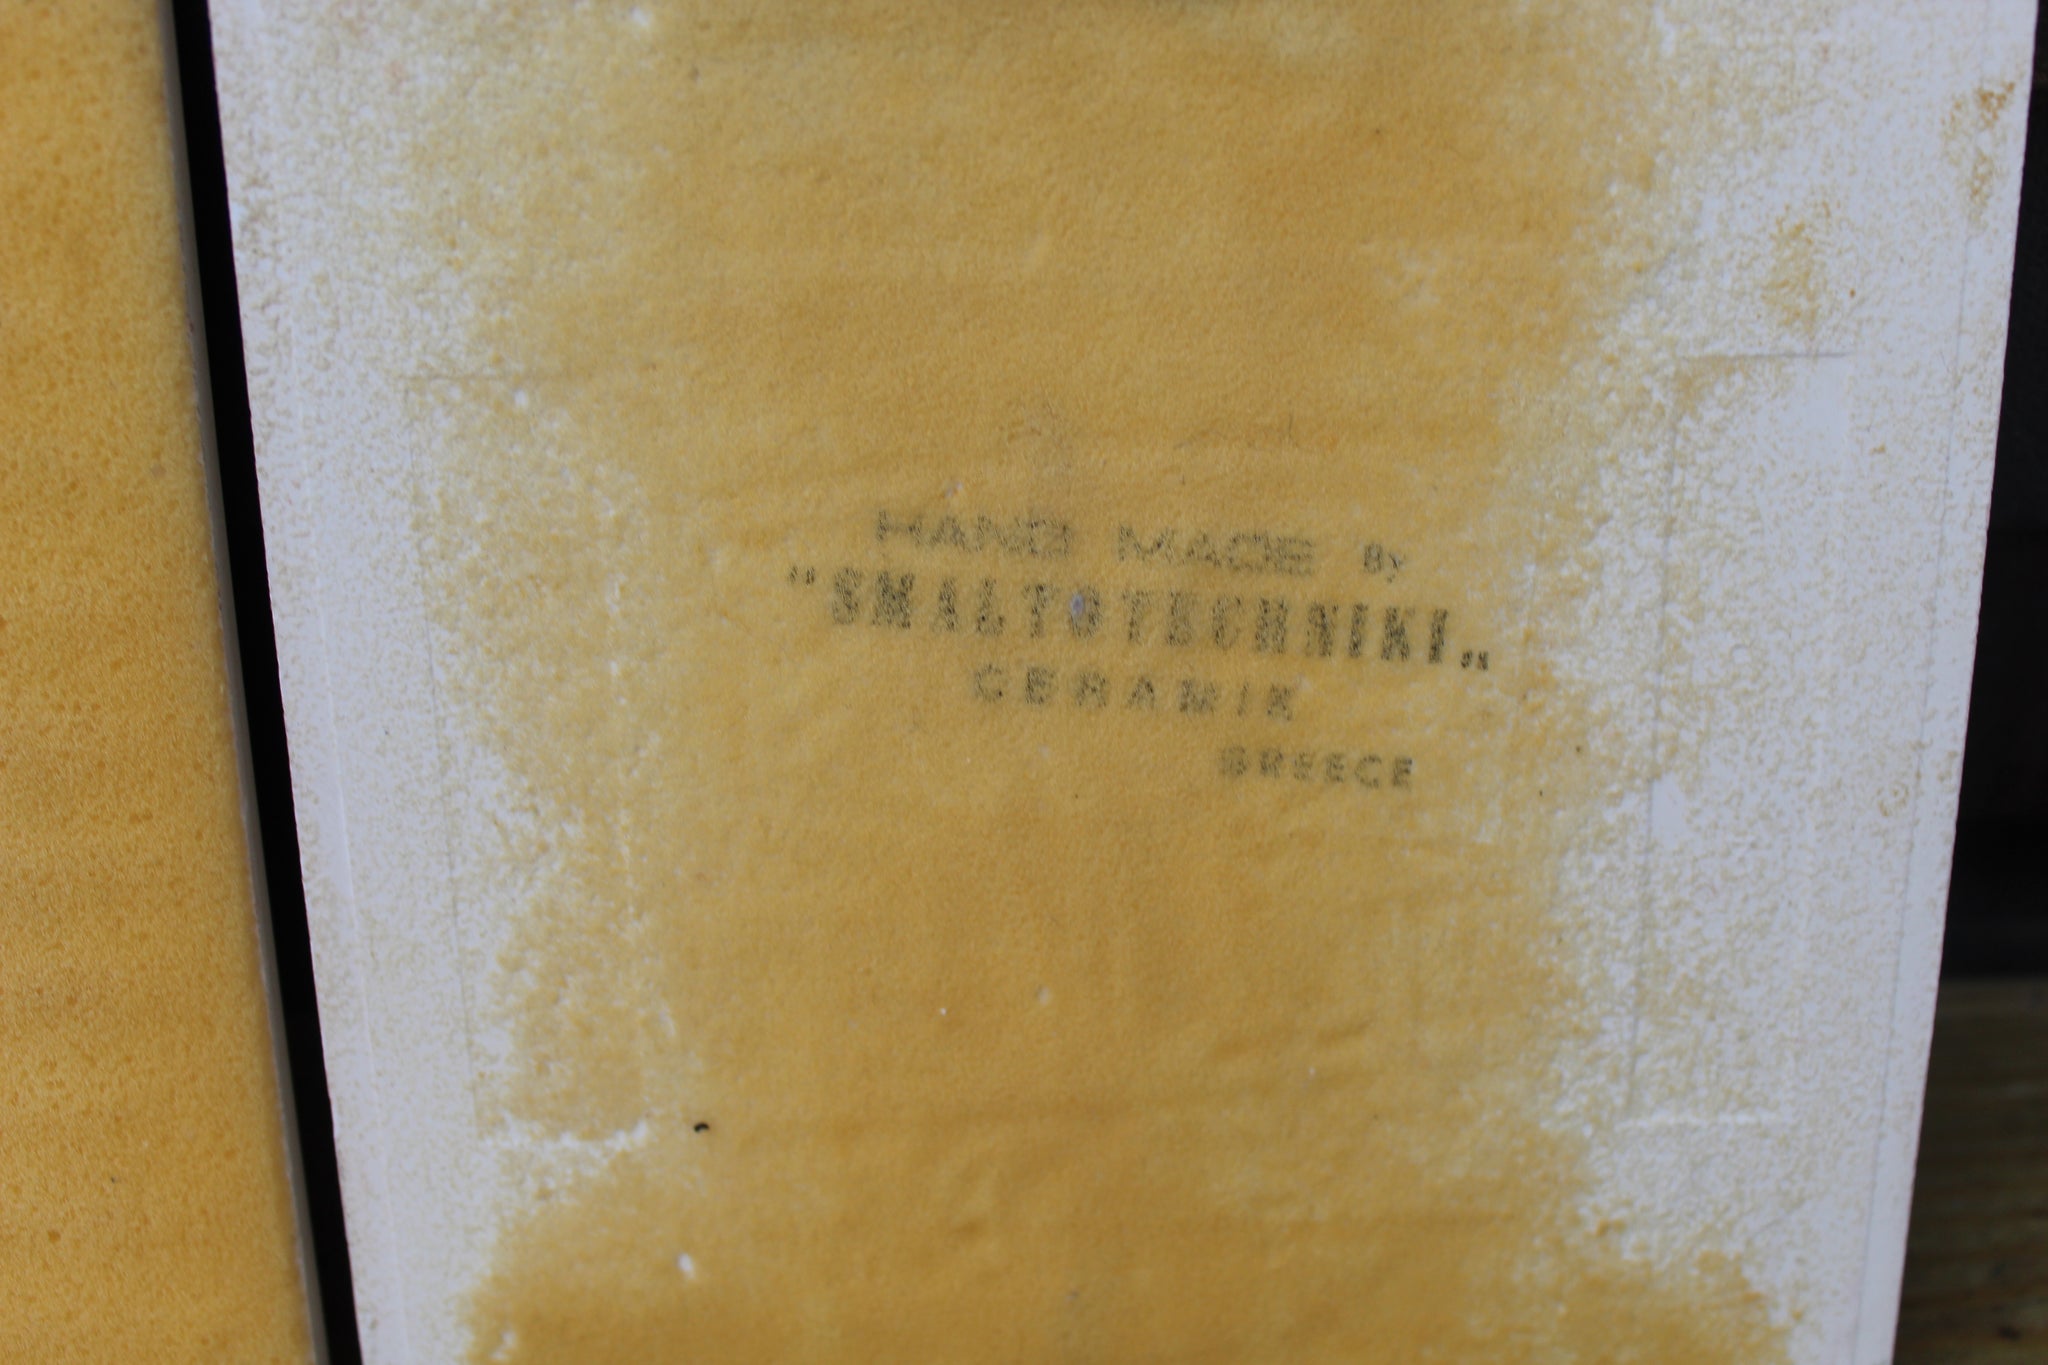 HAND MADE By
"SMALTOTECHNIKI„
CERAMIK
GREECE